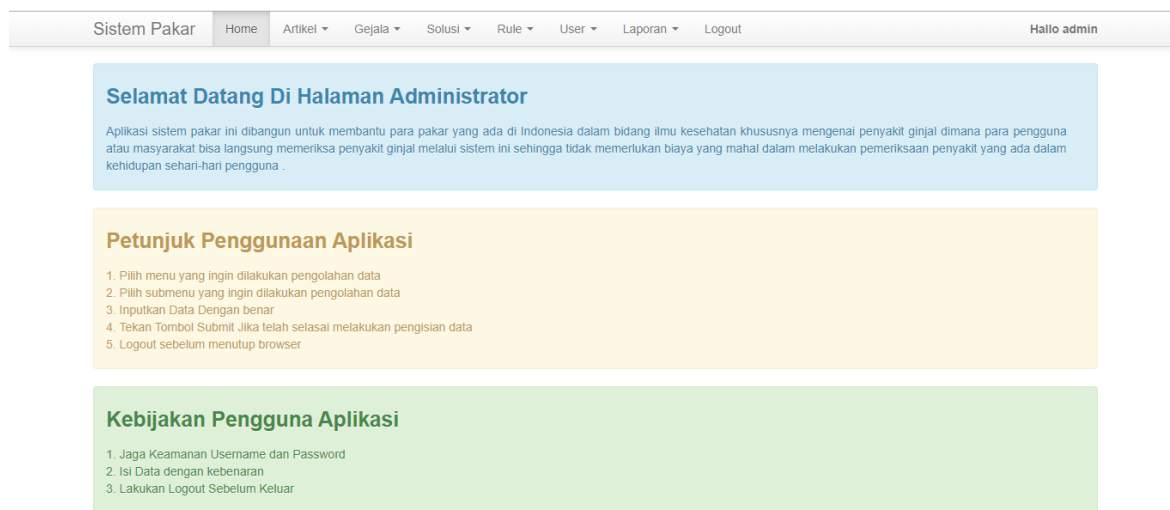 Sistem Pakar Home Artikel Gejala Solusi Rule User Laporan Logout Hallo admin
Selamat Datang Di Halaman Administrator
Aplikasi sistem pakar ini dibangun untuk membantu para pakar yang ada di Indonesia dalam bidang ilmu kesehatan khususnya mengenai penyakit ginjal dimana para pengguna
atau masyarakat bisa langsung memeriksa penyakit ginjal melalui sistem ini sehingga tidak memerlukan biaya yang mahal dalam melakukan pemeriksaan penyakit yang ada dalam
kehidupan sehari-hari pengguna .
Petunjuk Penggunaan Aplikasi
1. Pilih menu yang ingin dilakukan pengolahan data
2. Pilih submenu yang ingin dilakukan pengolahan data
3. Inputkan Data Dengan benar
4. Tekan Tombol Submit Jika telah selasai melakukan pengisian data
5. Logout sebelum menutup browser
Kebijakan Pengguna Aplikasi
1. Jaga Keamanan Username dan Password
2. Isi Data dengan kebenaran
3. Lakukan Logout Sebelum Keluar